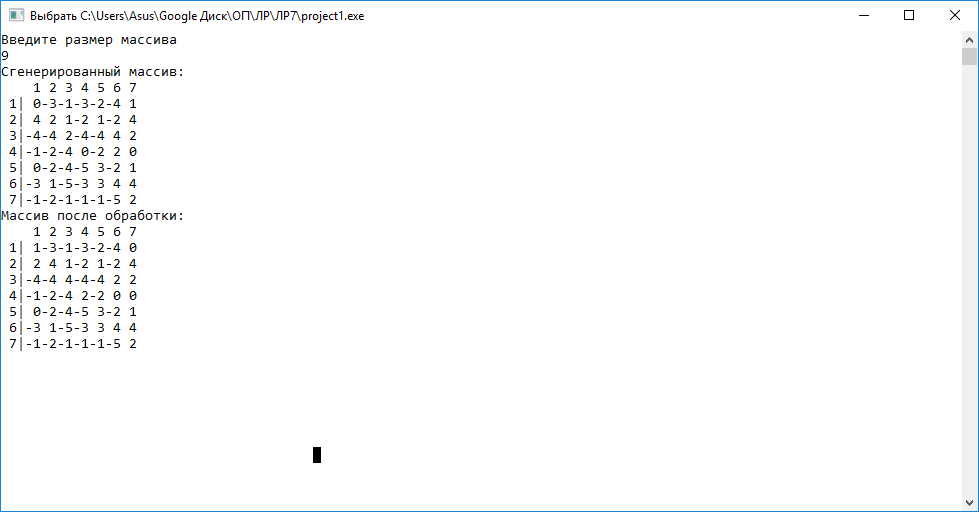 Выбрать C:\Users\Asus\Google Диск\ОП\ЛР\ЛР7\project1.exe
Введите размер массива
9
Сгенерированный массив:
    1 2 3 4 5 6 7
 1| 0-3-1-3-2-4 1
 2| 4 2 1-2 1-2 4
 3|-4-4 2-4-4 4 2
 4|-1-2-4 0-2 2 0
 5| 0-2-4-5 3-2 1
 6|-3 1-5-3 3 4 4
 7|-1-2-1-1-1-5 2
Массив после обработки:
    1 2 3 4 5 6 7
 1| 1-3-1-3-2-4 0
 2| 2 4 1-2 1-2 4
 3|-4-4 4-4-4 2 2
 4|-1-2-4 2-2 0 0
 5| 0-2-4-5 3-2 1
 6|-3 1-5-3 3 4 4
 7|-1-2-1-1-1-5 2